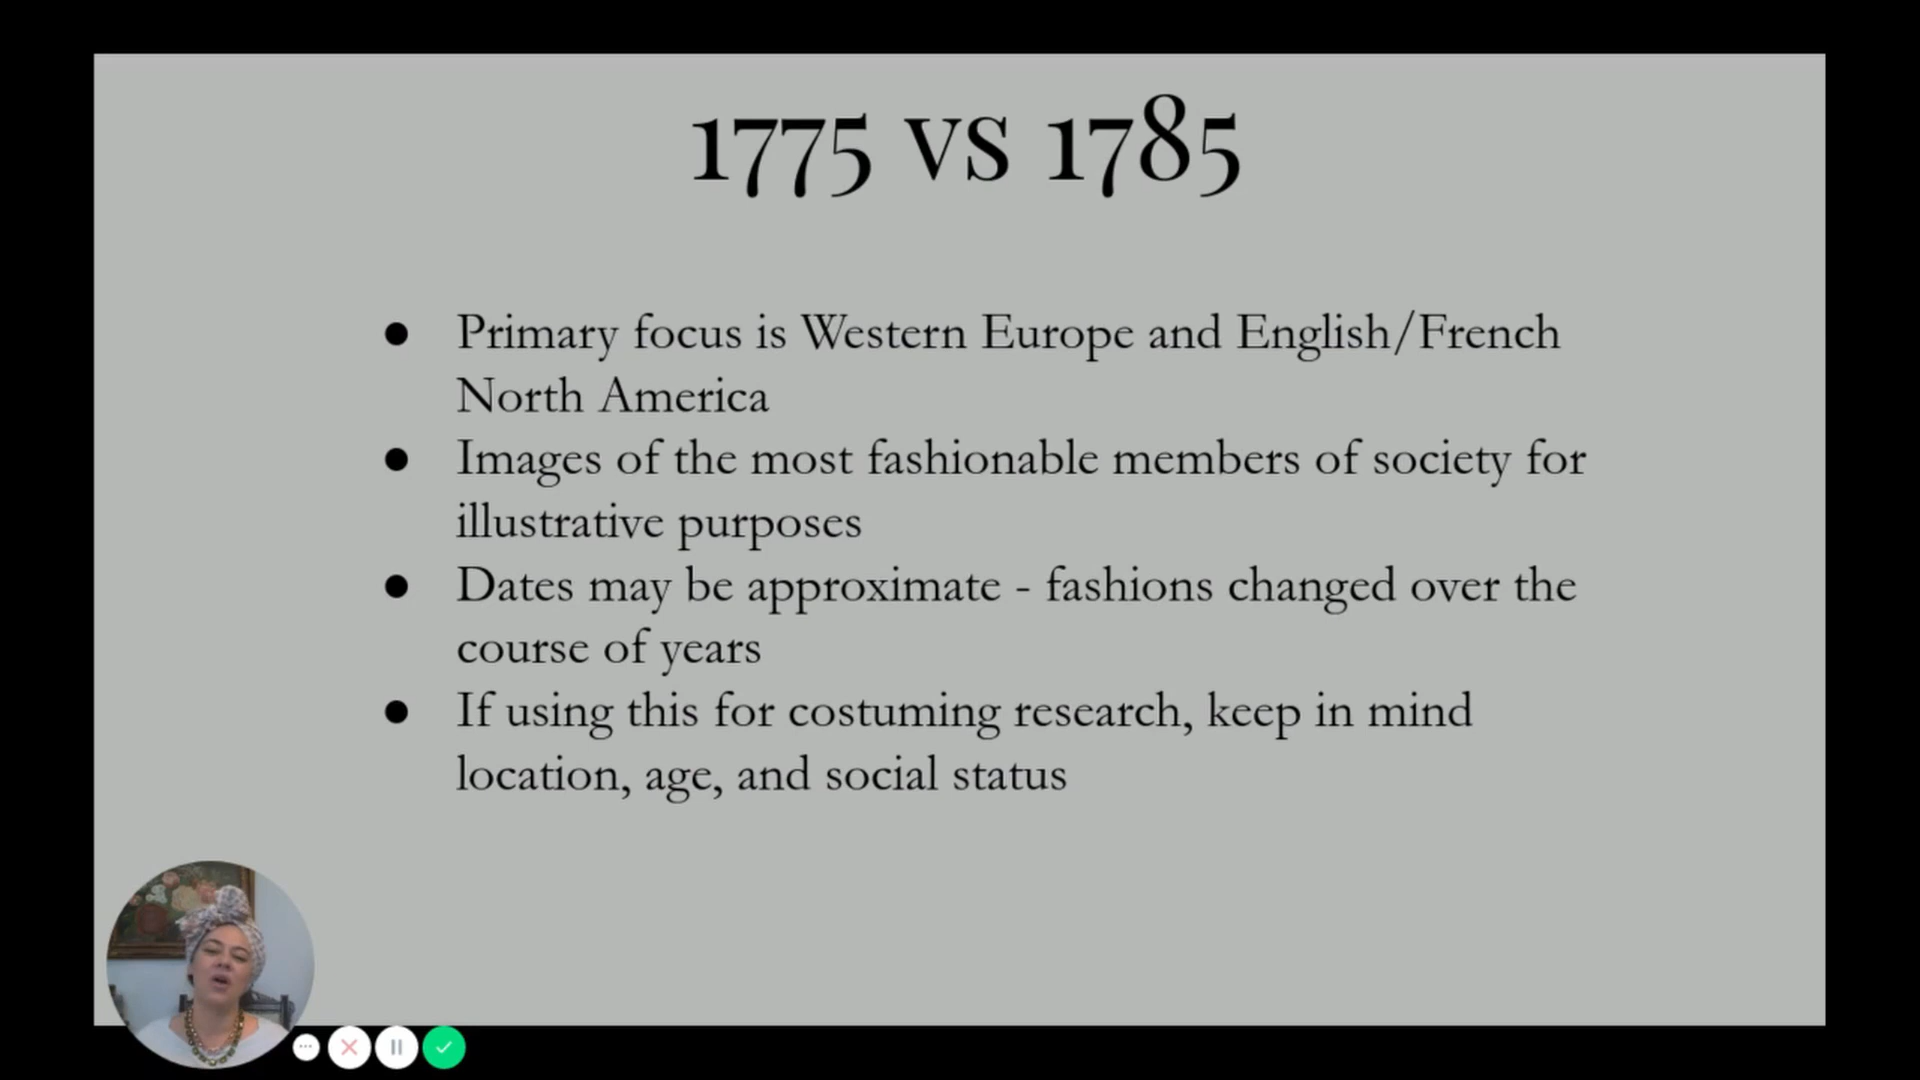 1775 vs 1785
● Primary focus is Western Europe and English/French
North America
● Images of the most fashionable members of society for
illustrative purposes
● Dates may be approximate - fashions changed over the
course of years
● If using this for costuming research, keep in mind
location, age, and social status